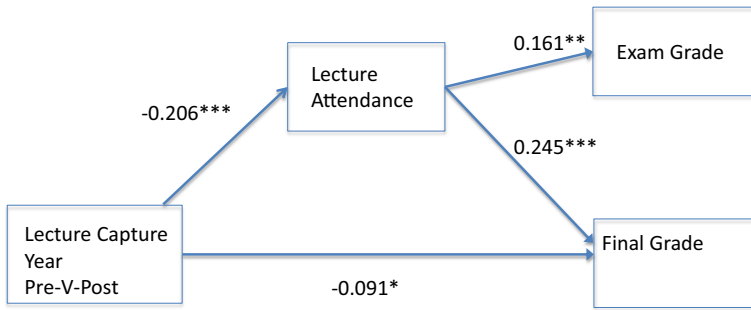 0.161**
Exam Grade
Lecture
Attendance
-0.206***
0.245***
Lecture Capture
Year
Pre-V-Post
Final Grade
-0.091*